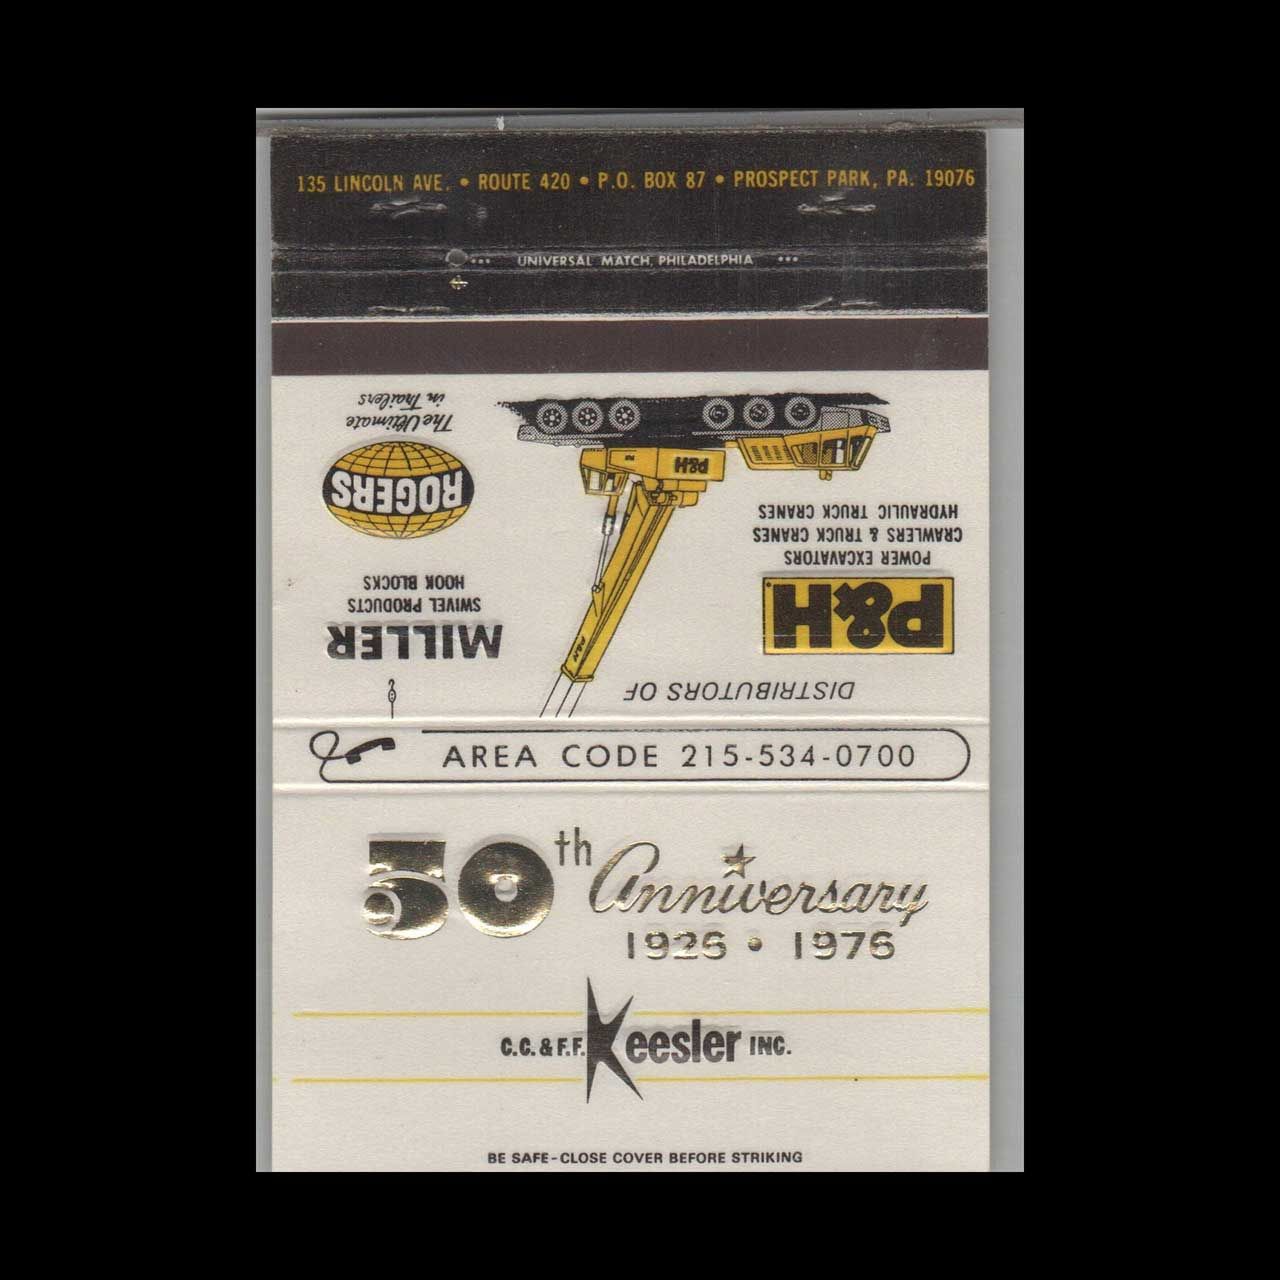 135 LINCOLN AVE. • ROUTE 420 • P.O. BOX 87 • PROSPECT PARK, PA. 19076
••• UNIVERSAL MATCH, PHILADELPHIA •••
DISTRIBUTORS OF
P&H
POWER EXCAVATORS
CRAWLERS & TRUCK CRANES
HYDRAULIC TRUCK CRANES
P&H
P&H
MILLER
SWIVEL PRODUCTS
HOOK BLOCKS
ROGERS
The Ultimate
in Trailers
AREA CODE 215-534-0700
50th Anniversary
1926 • 1976
C.C. & F.F. Keesler INC.
BE SAFE - CLOSE COVER BEFORE STRIKING